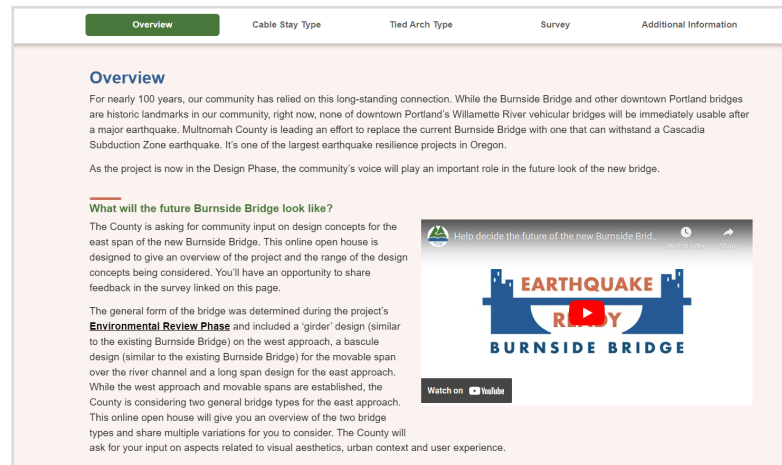 Overview
Cable Stay Type
Tied Arch Type
Survey
Additional Information
Overview
For nearly 100 years, our community has relied on this long-standing connection. While the Burnside Bridge and other downtown Portland bridges
are historic landmarks in our community, right now, none of downtown Portland's Willamette River vehicular bridges will be immediately usable after
a major earthquake. Multnomah County is leading an effort to replace the current Burnside Bridge with one that can withstand a Cascadia
Subduction Zone earthquake. It's one of the largest earthquake resilience projects in Oregon.
As the project is now in the Design Phase, the community's voice will play an important role in the future look of the new bridge.
What will the future Burnside Bridge look like?
The County is asking for community input on design concepts for the
east span of the new Burnside Bridge. This online open house is
designed to give an overview of the project and the range of the design
concepts being considered. You'll have an opportunity to share
feedback in the survey linked on this page.
The general form of the bridge was determined during the project's
Environmental Review Phase and included a 'girder' design (similar
to the existing Burnside Bridge) on the west approach, a bascule
design (similar to the existing Burnside Bridge) for the movable span
over the river channel and a long span design for the east approach.
While the west approach and movable spans are established, the
County is considering two general bridge types for the east approach.
This online open house will give you an overview of the two bridge
types and share multiple variations for you to consider. The County will
ask for your input on aspects related to visual aesthetics, urban context and user experience.
Help decide the future of the new Burnside Brid...
Watch later
Share
EARTHQUAKE
READY
BURNSIDE BRIDGE
Watch on YouTube